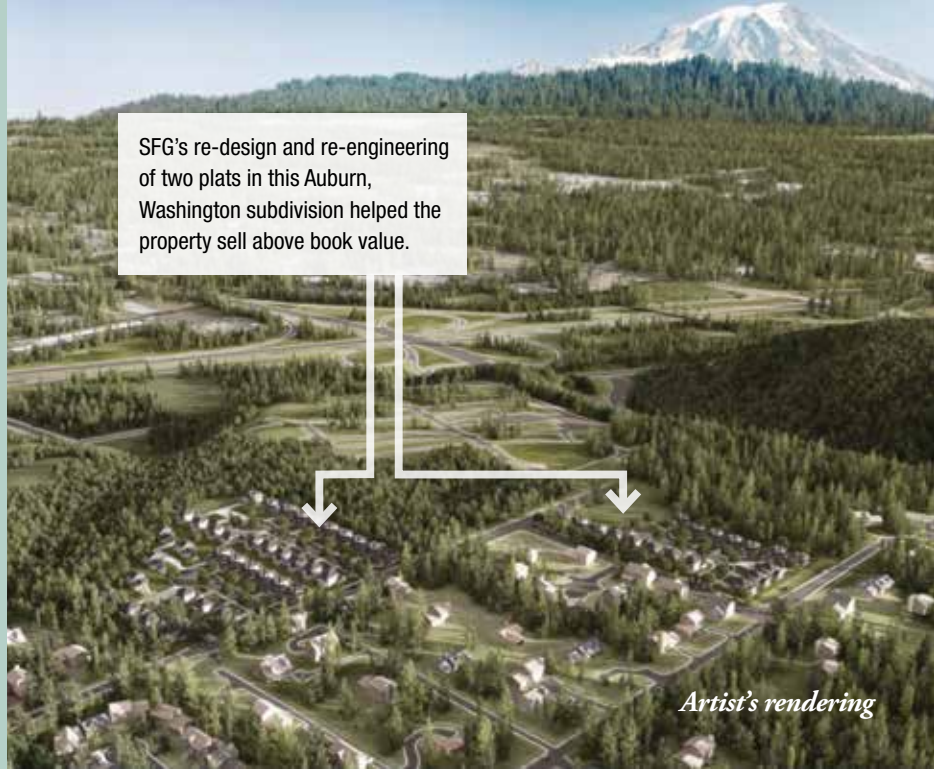 SFG's re-design and re-engineering
of two plats in this Auburn,
Washington subdivision helped the
property sell above book value.
Artist's rendering